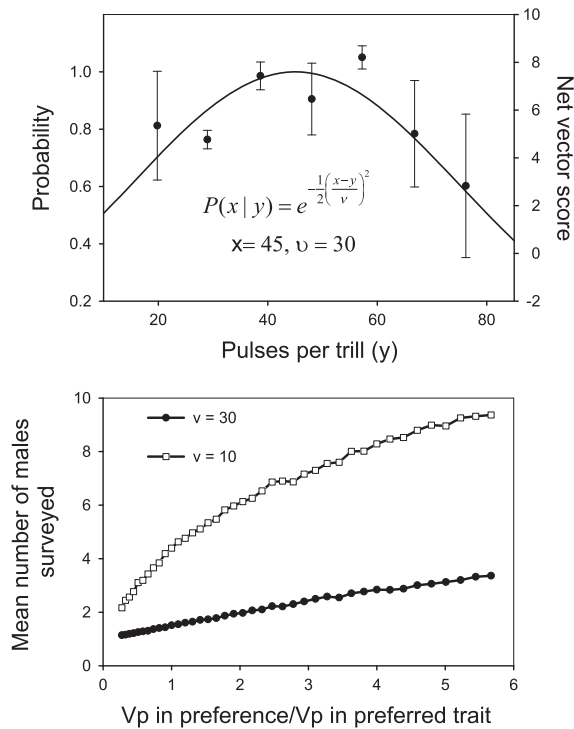 Probability
1.0
0.8
0.6
0.4
0.2
10
8
6
4
2
0
-2
Net vector score
P(x | y) = e^{-\frac{1}{2}\left(\frac{x-y}{\nu}\right)^2}
x= 45, υ = 30
20 40 60 80
Pulses per trill (y)
Mean number of males
surveyed
10
8
6
4
2
0
v = 30
v = 10
0 1 2 3 4 5 6
Vp in preference/Vp in preferred trait